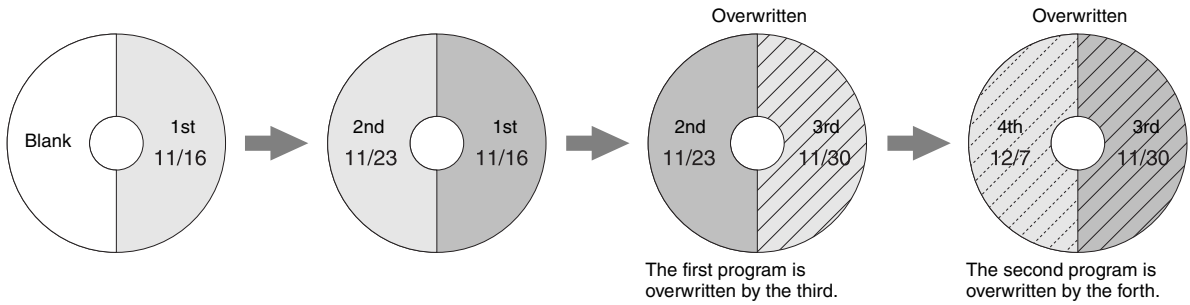 Overwritten
Overwritten
Blank
1st
11/16
2nd
11/23
1st
11/16
2nd
11/23
3rd
11/30
4th
12/7
3rd
11/30
The first program is
overwritten by the third.
The second program is
overwritten by the forth.